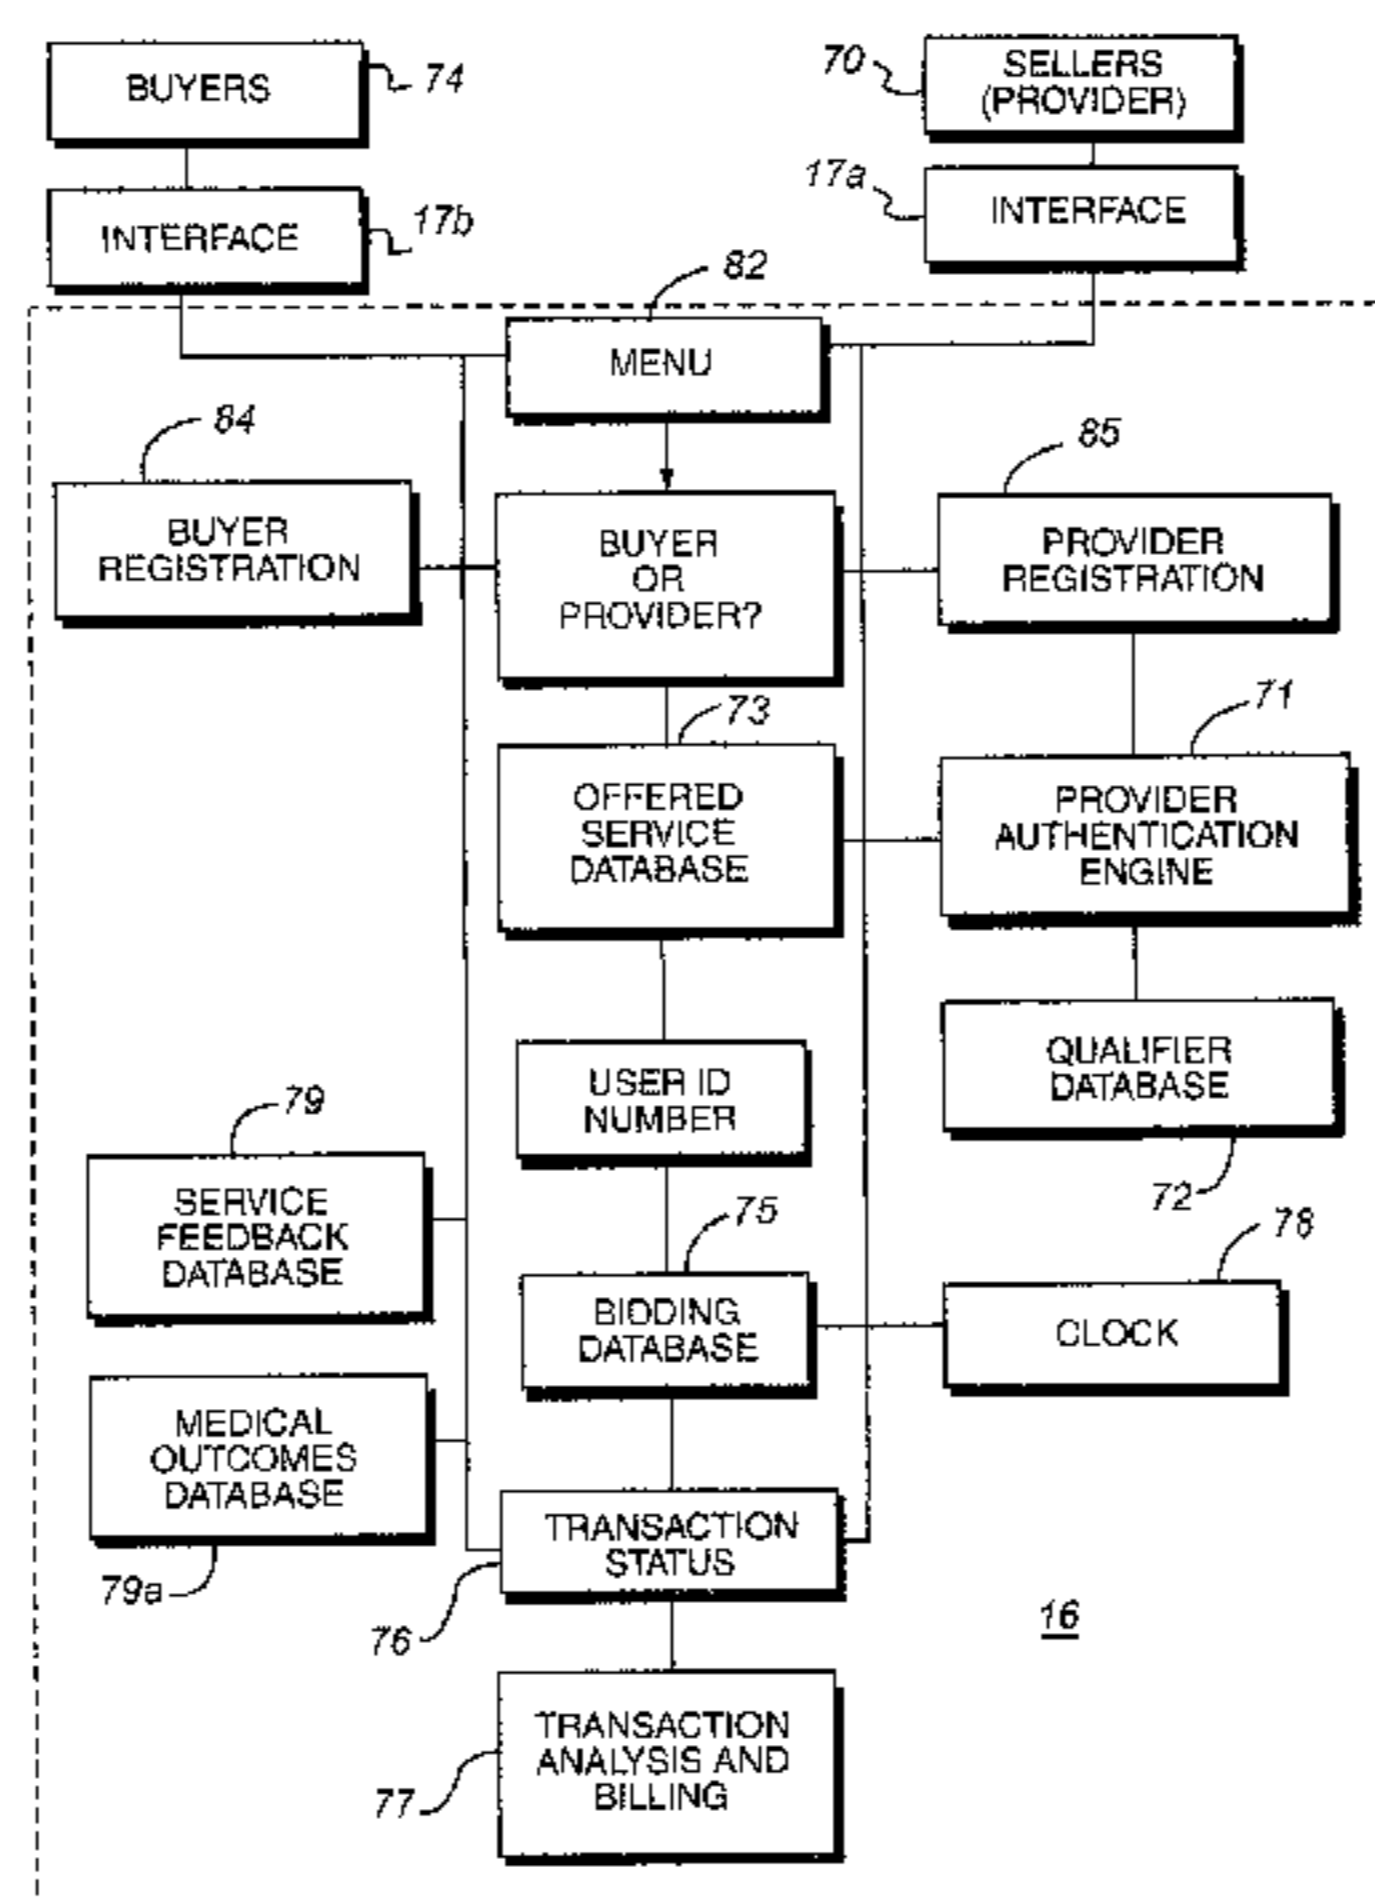 BUYERS
74
70
SELLERS
(PROVIDER)
INTERFACE
17b
17a
INTERFACE
82
MENU
84
BUYER
REGISTRATION
BUYER
OR
PROVIDER?
85
PROVIDER
REGISTRATION
73
OFFERED
SERVICE
DATABASE
71
PROVIDER
AUTHENTICATION
ENGINE
USER ID
NUMBER
QUALIFIER
DATABASE
72
79
SERVICE
FEEDBACK
DATABASE
75
BIDDING
DATABASE
78
CLOCK
MEDICAL
OUTCOMES
DATABASE
79a
TRANSACTION
STATUS
76
16
TRANSACTION
ANALYSIS AND
BILLING
77